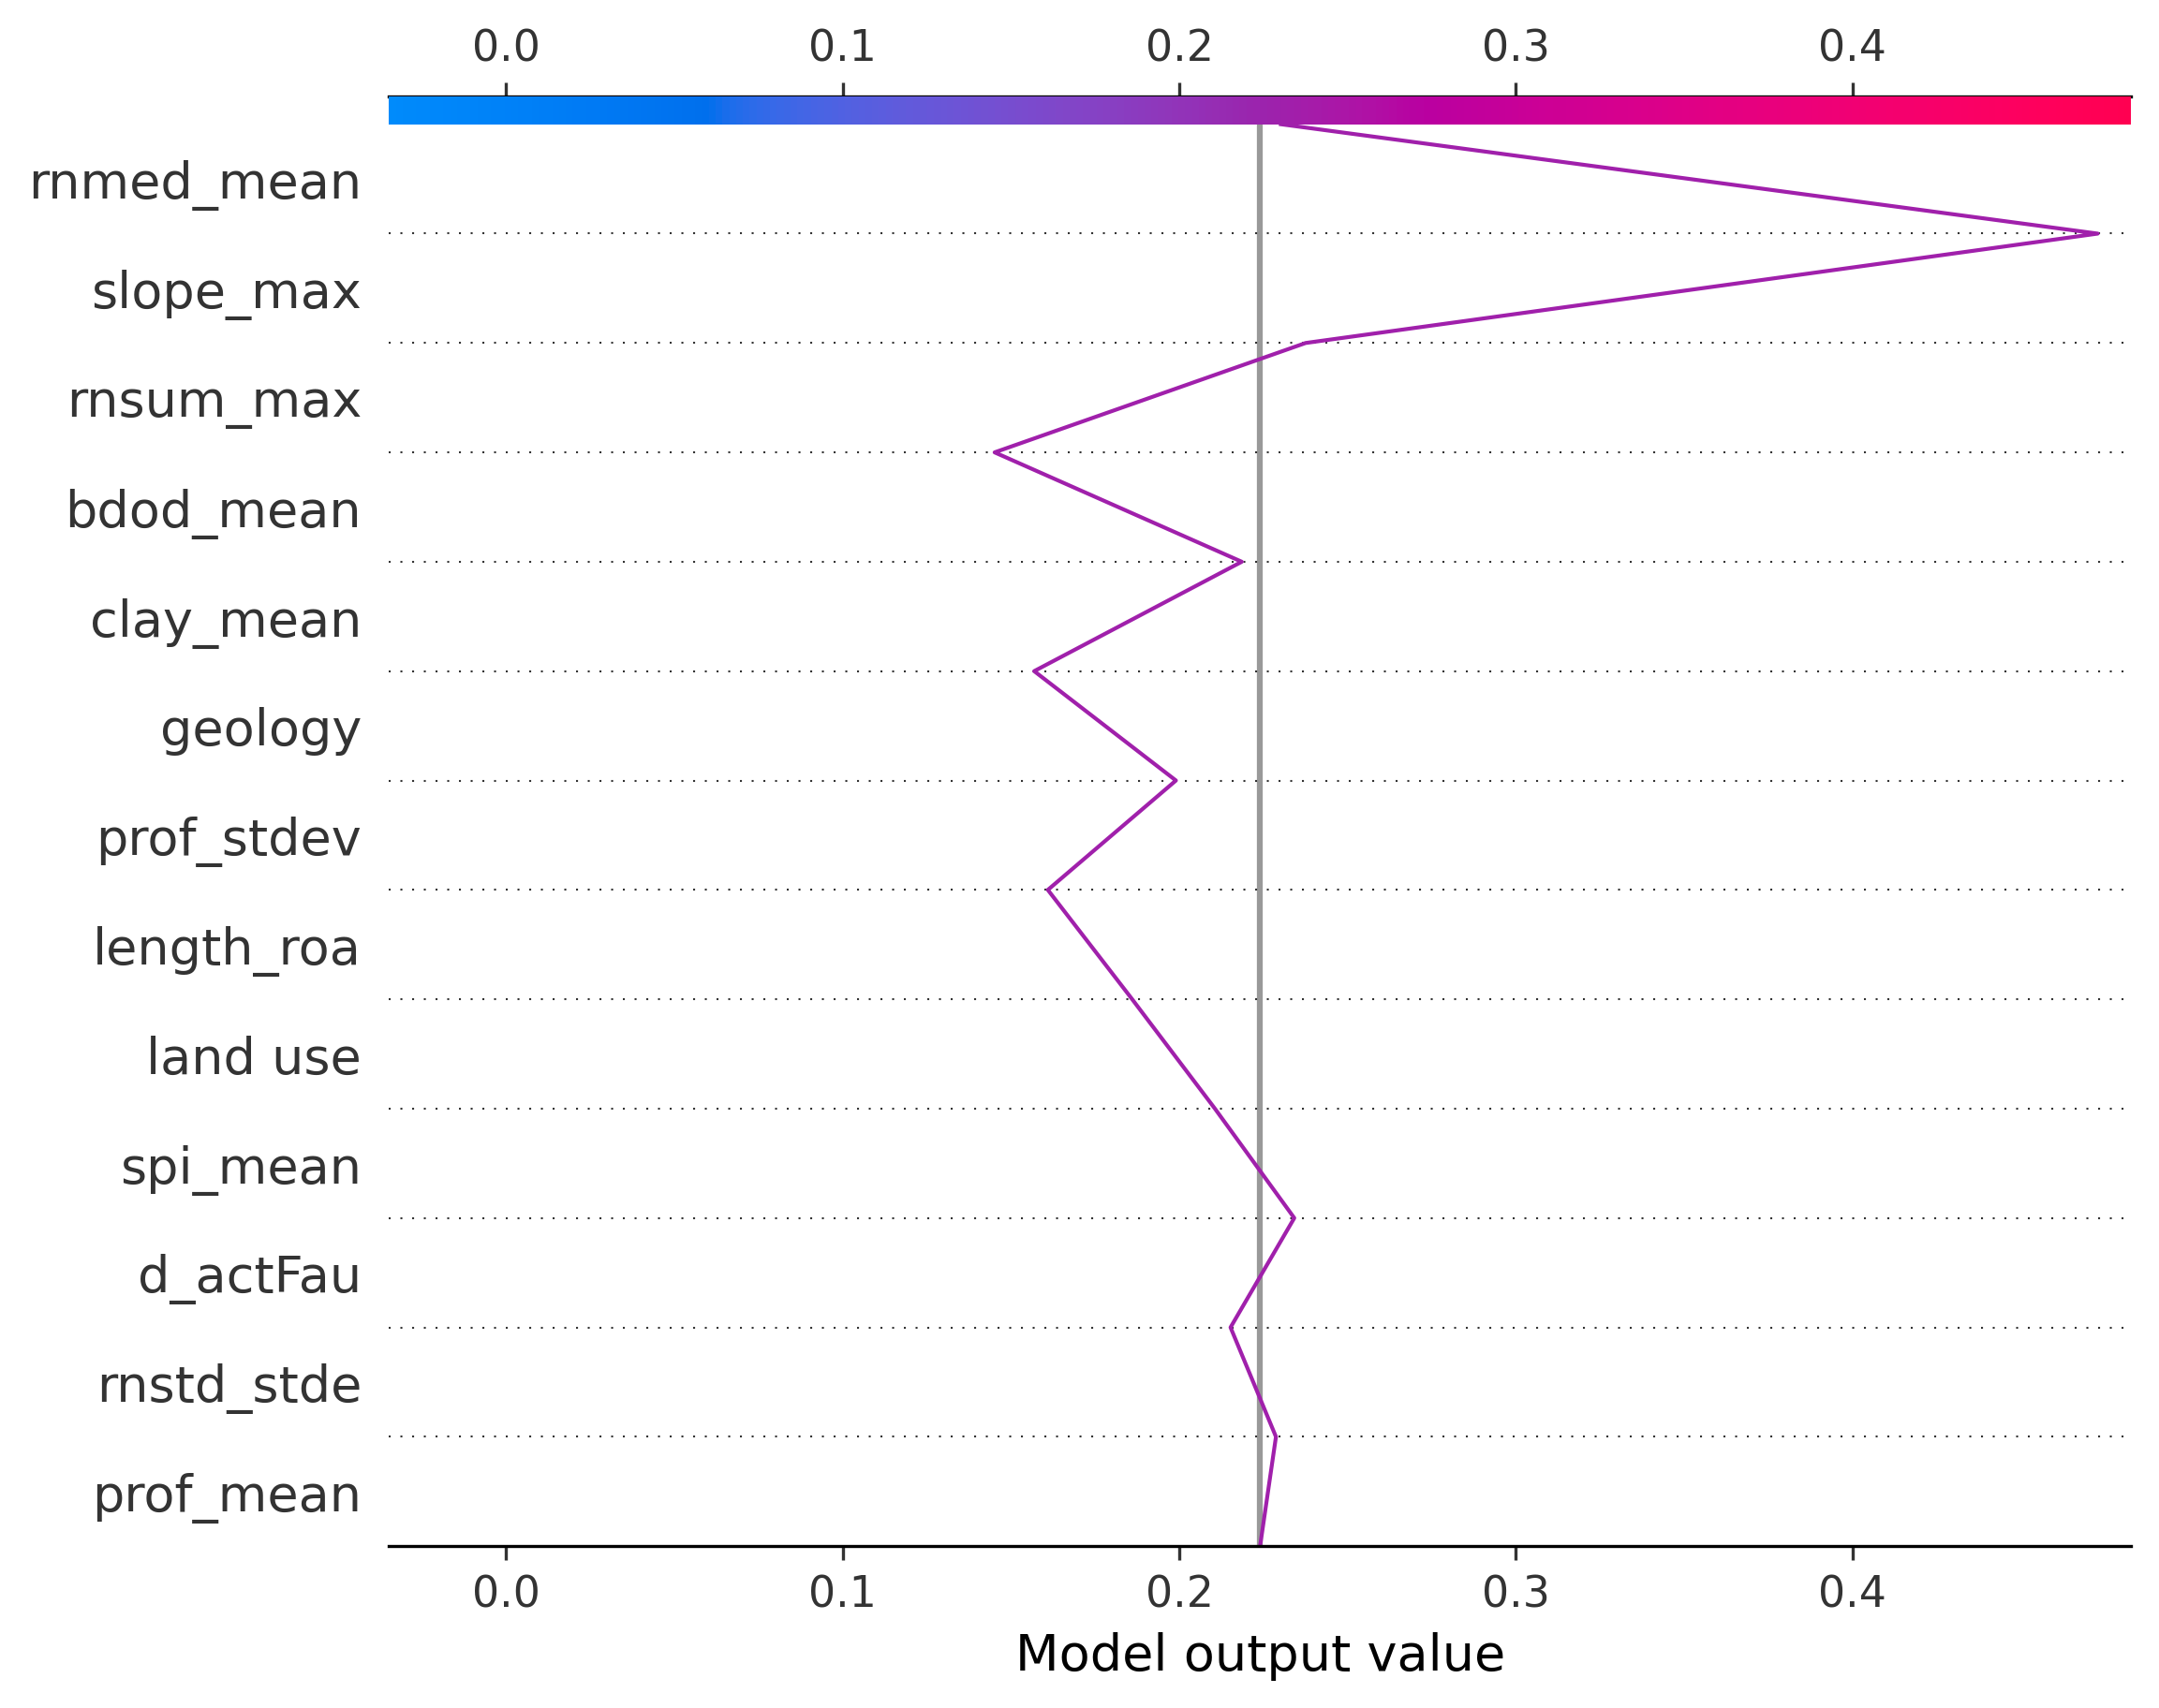 0.0 0.1 0.2 0.3 0.4
rnmed_mean
slope_max
rnsum_max
bdod_mean
clay_mean
geology
prof_stdev
length_roa
land use
spi_mean
d_actFau
rnstd_stde
prof_mean
0.0 0.1 0.2 0.3 0.4
Model output value